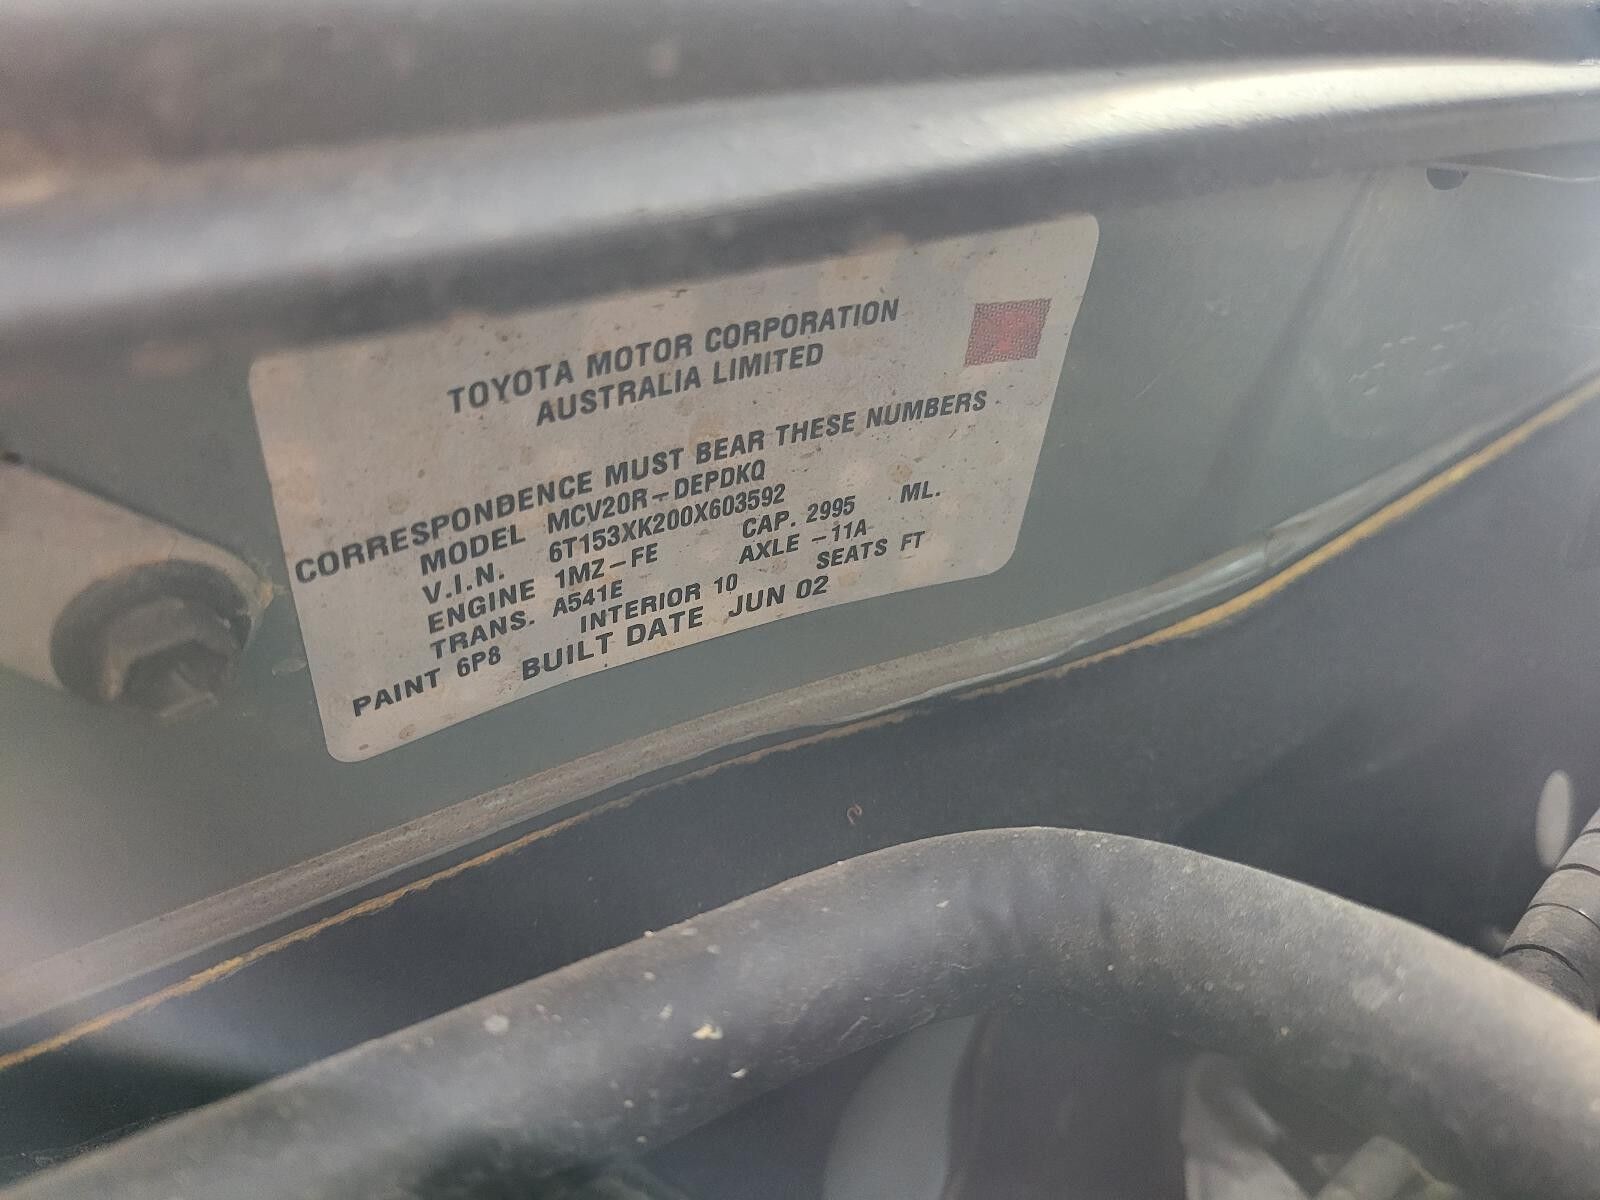 TOYOTA MOTOR CORPORATION
AUSTRALIA LIMITED
CORRESPONDENCE MUST BEAR THESE NUMBERS
MODEL MCV20R-DEPDKQ
V.I.N. 6T153XK200X603592
ENGINE 1MZ-FE CAP. 2995 ML.
TRANS. A541E AXLE -11A
PAINT 6P8 INTERIOR 10 SEATS FT
BUILT DATE JUN 02